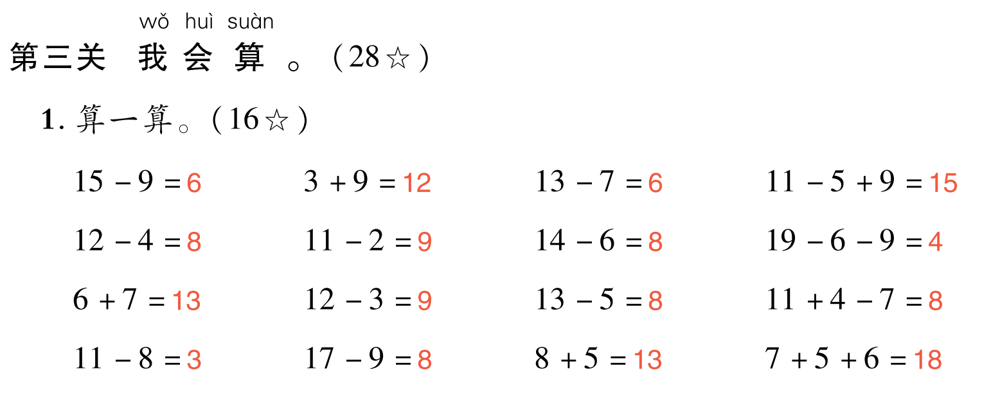 wǒ huì suàn
第三关 我会算。(28☆)
1. 算一算。(16☆)
15－9＝6 3＋9＝12 13－7＝6 11－5＋9＝15
12－4＝8 11－2＝9 14－6＝8 19－6－9＝4
6＋7＝13 12－3＝9 13－5＝8 11＋4－7＝8
11－8＝3 17－9＝8 8＋5＝13 7＋5＋6＝18